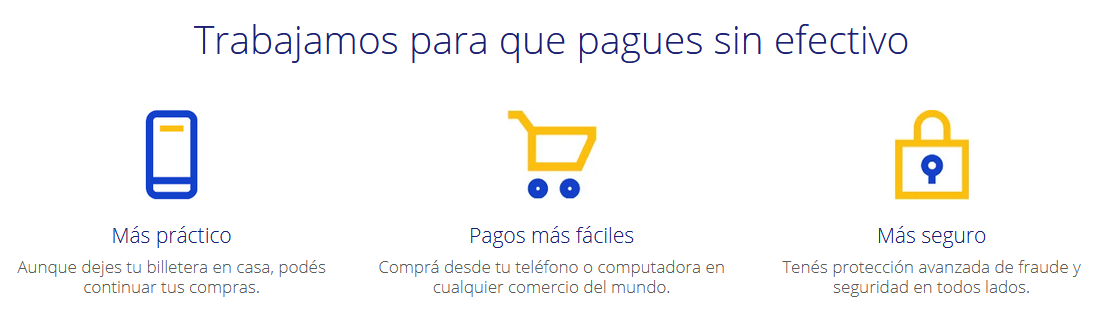 Trabajamos para que pagues sin efectivo
Más práctico
Aunque dejes tu billetera en casa, podés
continuar tus compras.
Pagos más fáciles
Comprá desde tu teléfono o computadora en
cualquier comercio del mundo.
Más seguro
Tenés protección avanzada de fraude y
seguridad en todos lados.